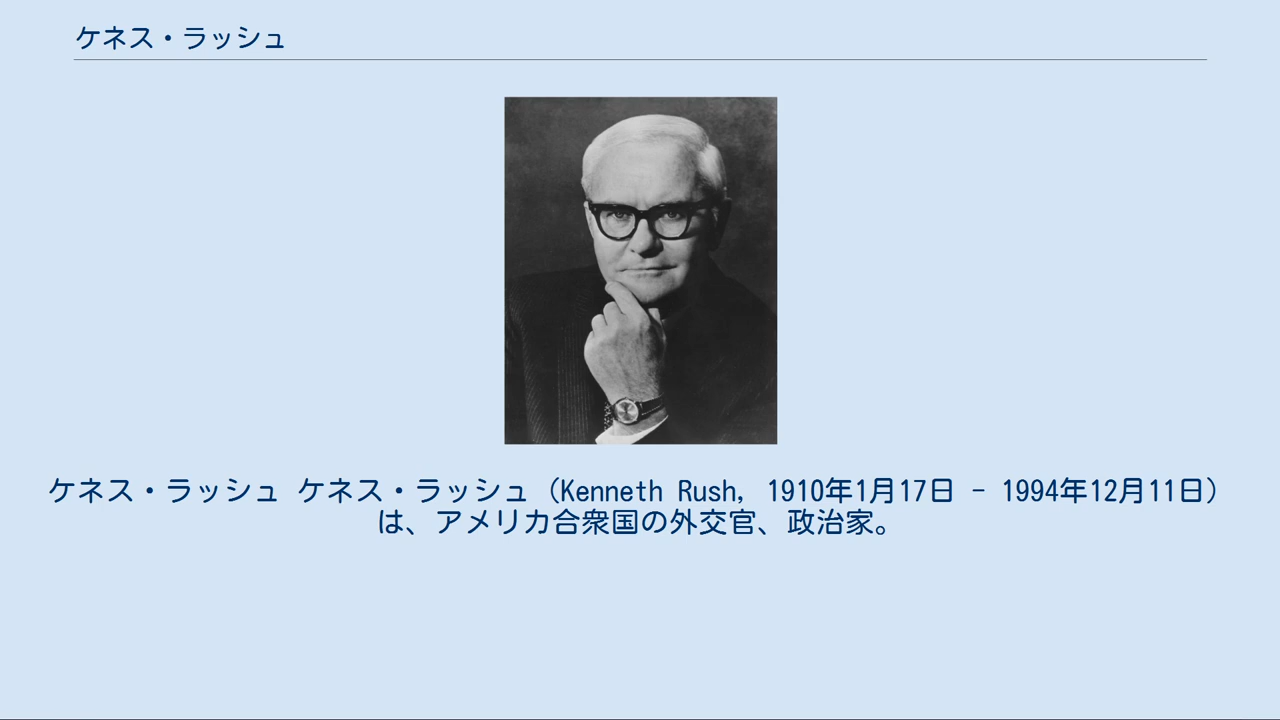 ケネス・ラッシュ
ケネス・ラッシュ ケネス・ラッシュ（Kenneth Rush, 1910年1月17日 - 1994年12月11日）
は、アメリカ合衆国の外交官、政治家。